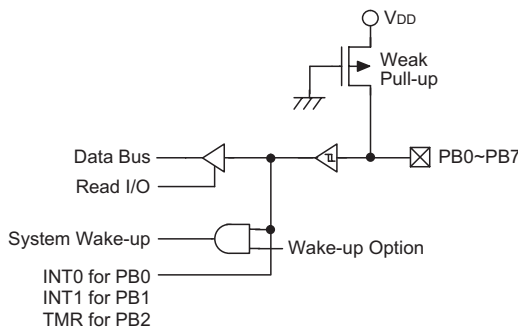 VDD
Weak
Pull-up
Data Bus
PB0~PB7
Read I/O
System Wake-up
Wake-up Option
INT0 for PB0
INT1 for PB1
TMR for PB2